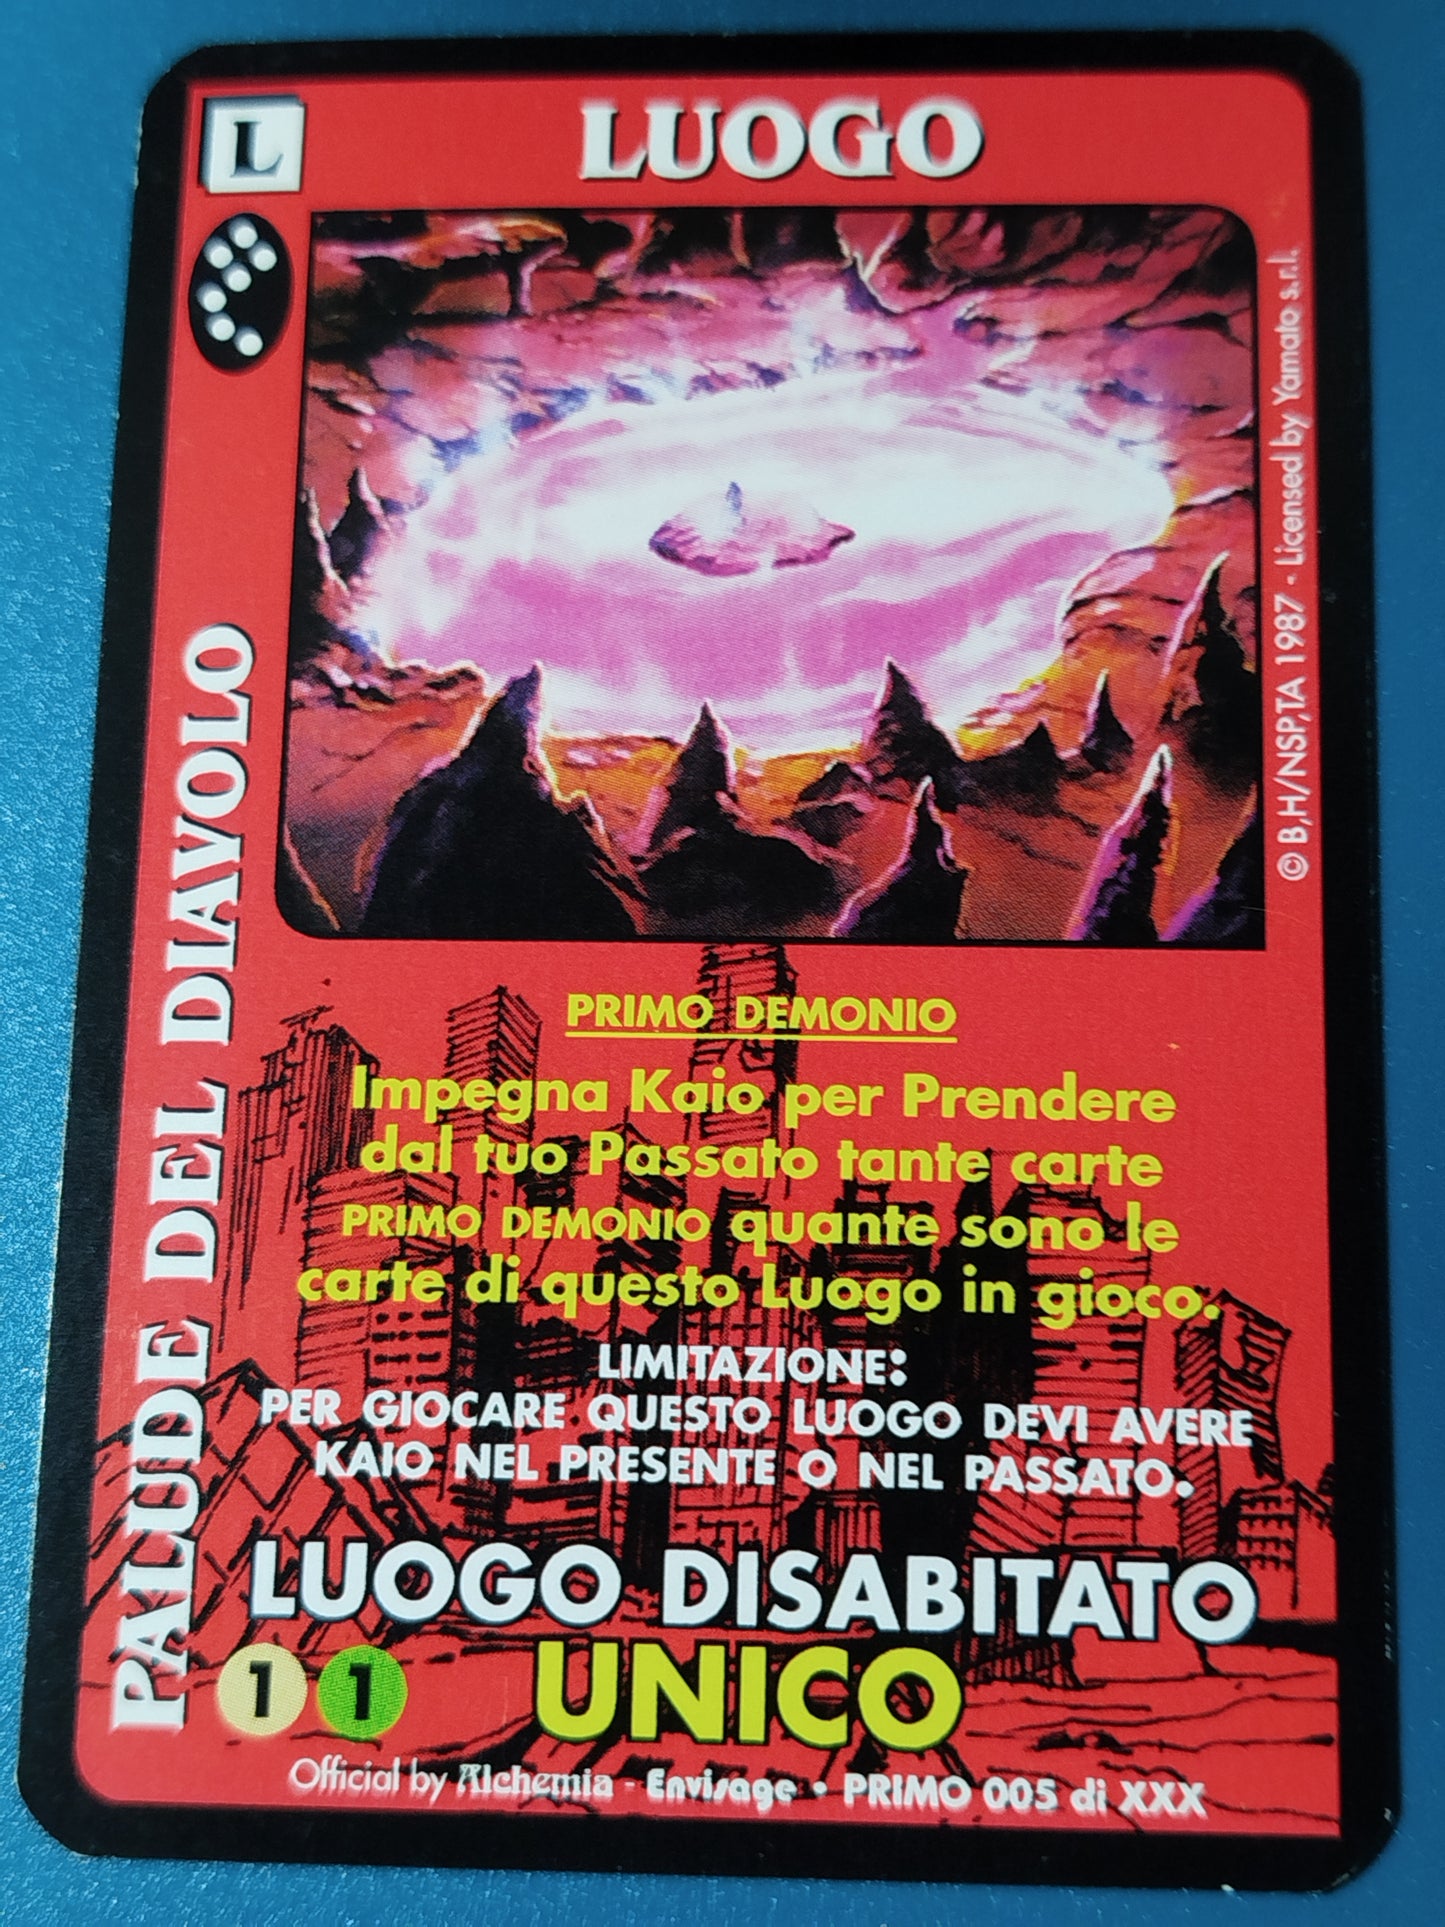 L
LUOGO
© B,H/NSP,TA 1987 - Licensed by Yamato s.r.l.
PALUDE DEL DIAVOLO
PRIMO DEMONIO
Impegna Kaio per Prendere
dal tuo Passato tante carte
PRIMO DEMONIO quante sono le
carte di questo Luogo in gioco.
LIMITAZIONE:
PER GIOCARE QUESTO LUOGO DEVI AVERE
KAIO NEL PRESENTE O NEL PASSATO.
LUOGO DISABITATO
1 1 UNICO
Official by Alchemia - Envisage • PRIMO 005 di XXX